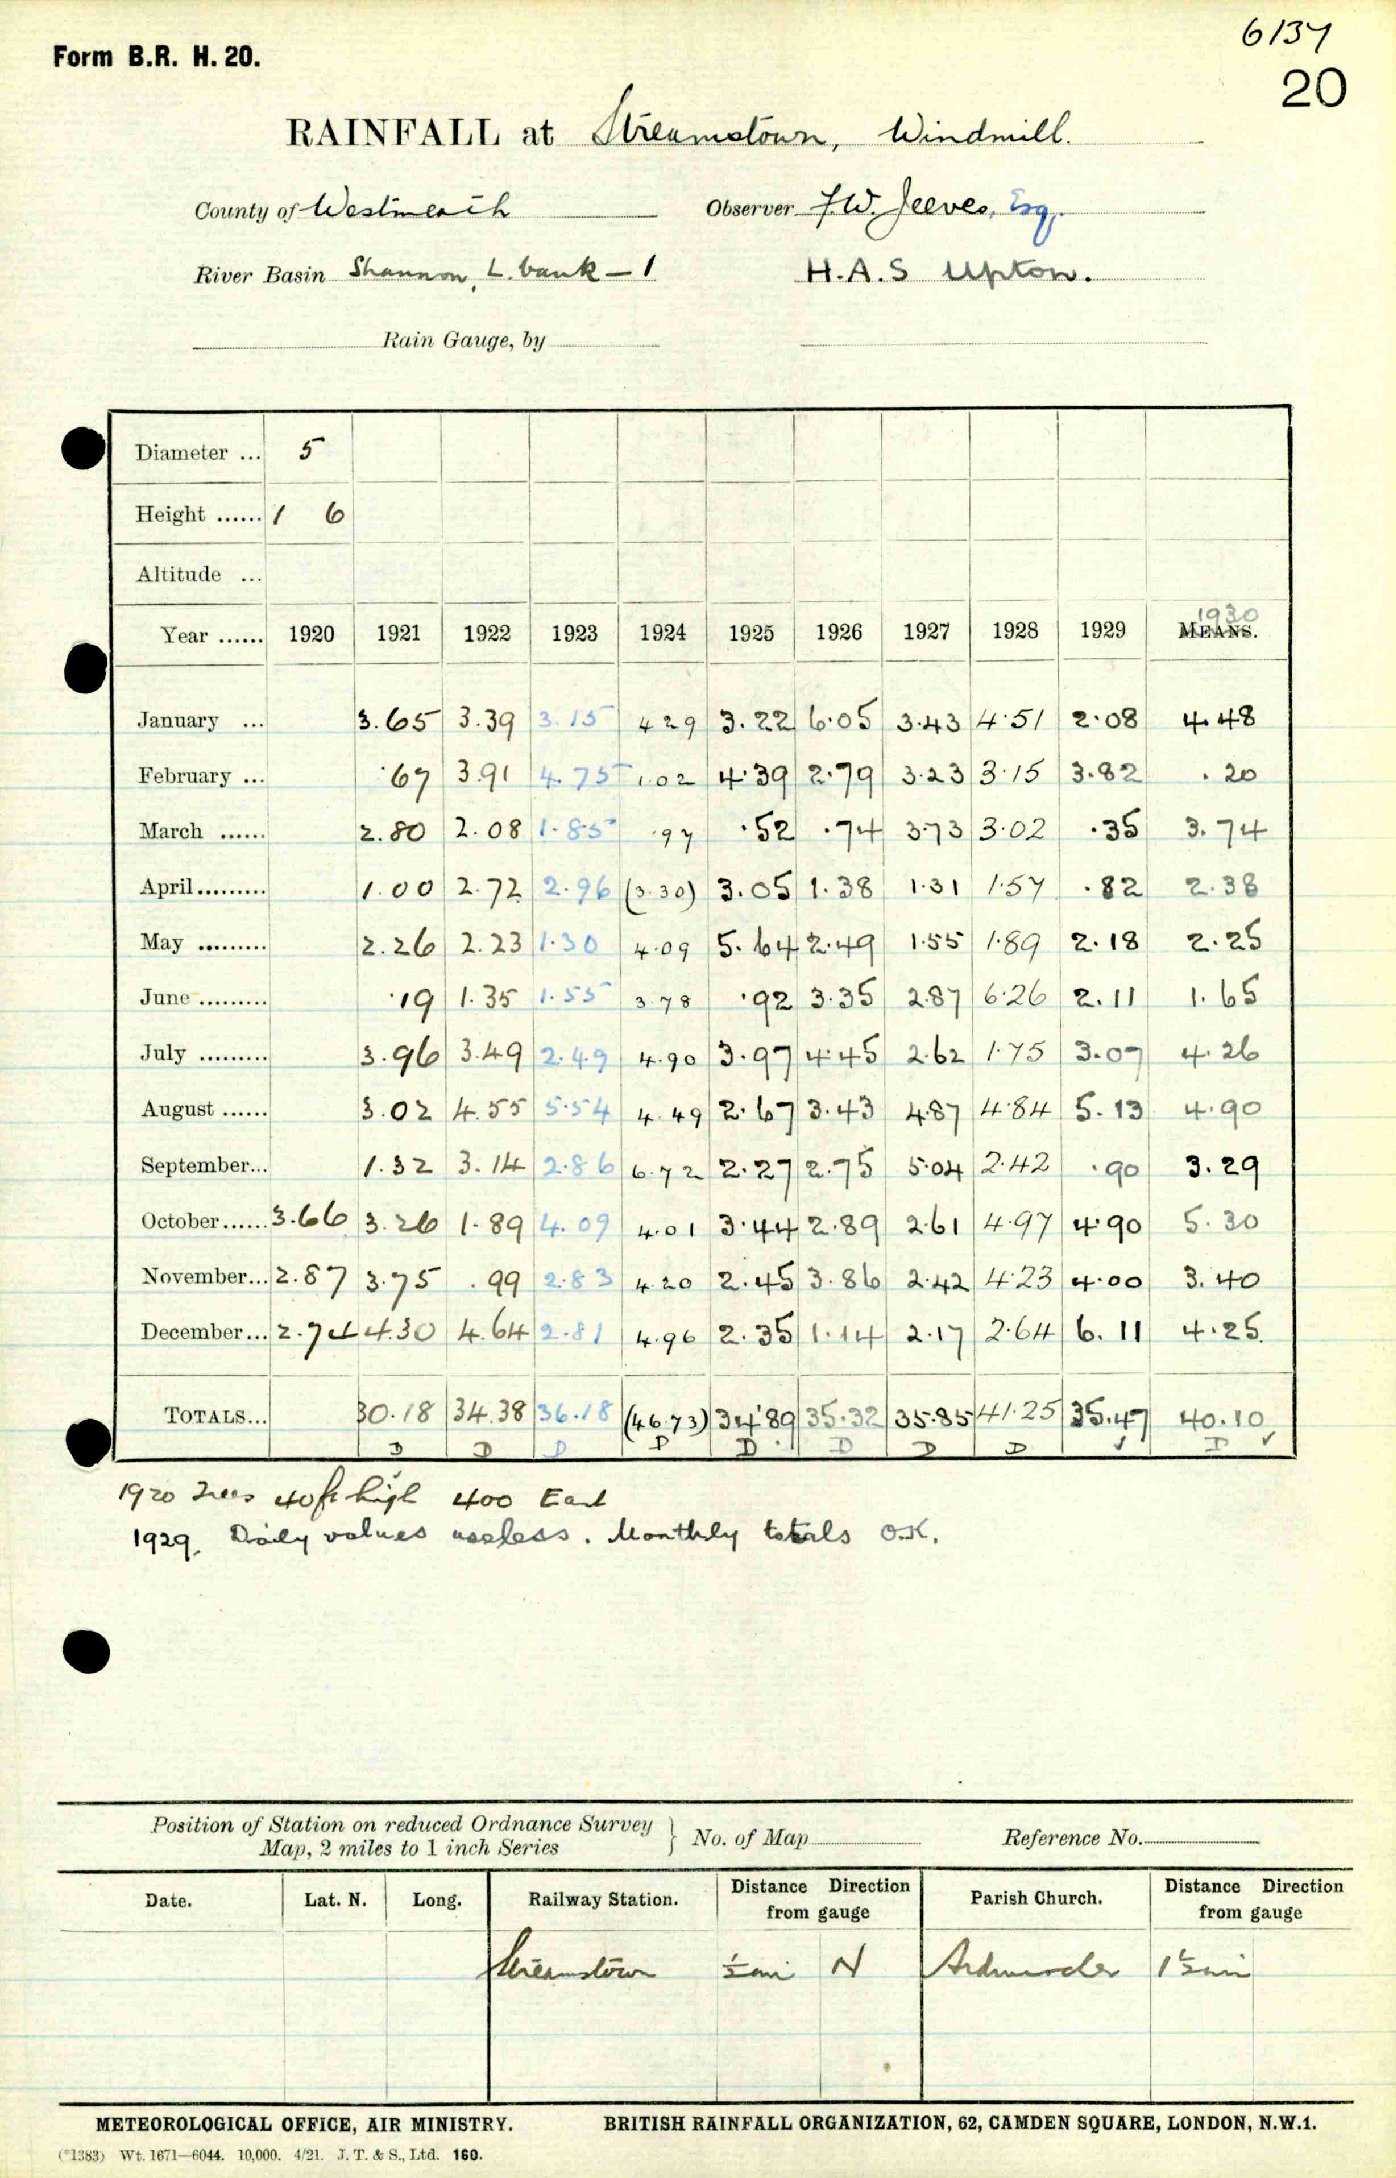 6137
Form B.R. H. 20.
20
RAINFALL at Streamstown, Windmill.
County of Westmeath Observer F.W. Jeeves, Esq.
River Basin Shannon, L. bank - 1 H.A.S Upton.
Rain Gauge, by
Diameter ... 5
Height ...... 1 6
Altitude ...
1930
Year ...... 1920 1921 1922 1923 1924 1925 1926 1927 1928 1929 MEANS.
January ... 3.65 3.39 3.15 4.29 3.22 6.05 3.43 4.51 2.08 4.48
February ... .67 3.91 4.75 1.02 4.39 2.79 3.23 3.15 3.82 .20
March ...... 2.80 2.08 1.85 .97 .52 .74 3.73 3.02 .35 3.74
April......... 1.00 2.72 2.96 (3.30) 3.05 1.38 1.31 1.57 .82 2.38
May ......... 2.26 2.23 1.30 4.09 5.64 2.49 1.55 1.89 2.18 2.25
June ......... .19 1.35 1.55 3.78 .92 3.35 2.87 6.26 2.11 1.65
July ......... 3.96 3.49 2.49 4.90 3.97 4.45 2.62 1.75 3.07 4.26
August ...... 3.02 4.55 5.54 4.49 2.67 3.43 4.87 4.84 5.13 4.90
September... 1.32 3.14 2.86 6.72 2.27 2.75 5.04 2.42 .90 3.29
October...... 3.66 3.26 1.89 4.09 4.01 3.44 2.89 2.61 4.97 4.90 5.30
November... 2.87 3.75 .99 2.83 4.20 2.45 3.86 2.42 4.23 4.00 3.40
December... 2.74 4.30 4.64 2.81 4.96 2.35 1.14 2.17 2.64 6.11 4.25
TOTALS... 30.18 34.38 36.18 (46.73) 34.89 35.32 35.85 41.25 35.47 40.10
D D D D D D D D ✓ D ✓
1920 Trees 40ft high 400 East
1929. Daily values useless. Monthly totals O.K.
Position of Station on reduced Ordnance Survey
Map, 2 miles to 1 inch Series } No. of Map Reference No.
Date. Lat. N. Long. Railway Station. Distance Direction from gauge Parish Church. Distance Direction from gauge
Streamstown ½ mi N 1½ mi
METEOROLOGICAL OFFICE, AIR MINISTRY. BRITISH RAINFALL ORGANIZATION, 62, CAMDEN SQUARE, LONDON, N.W.1.
(*1383) Wt. 1671—6044. 10,000. 4/21. J. T. & S., Ltd. 160.